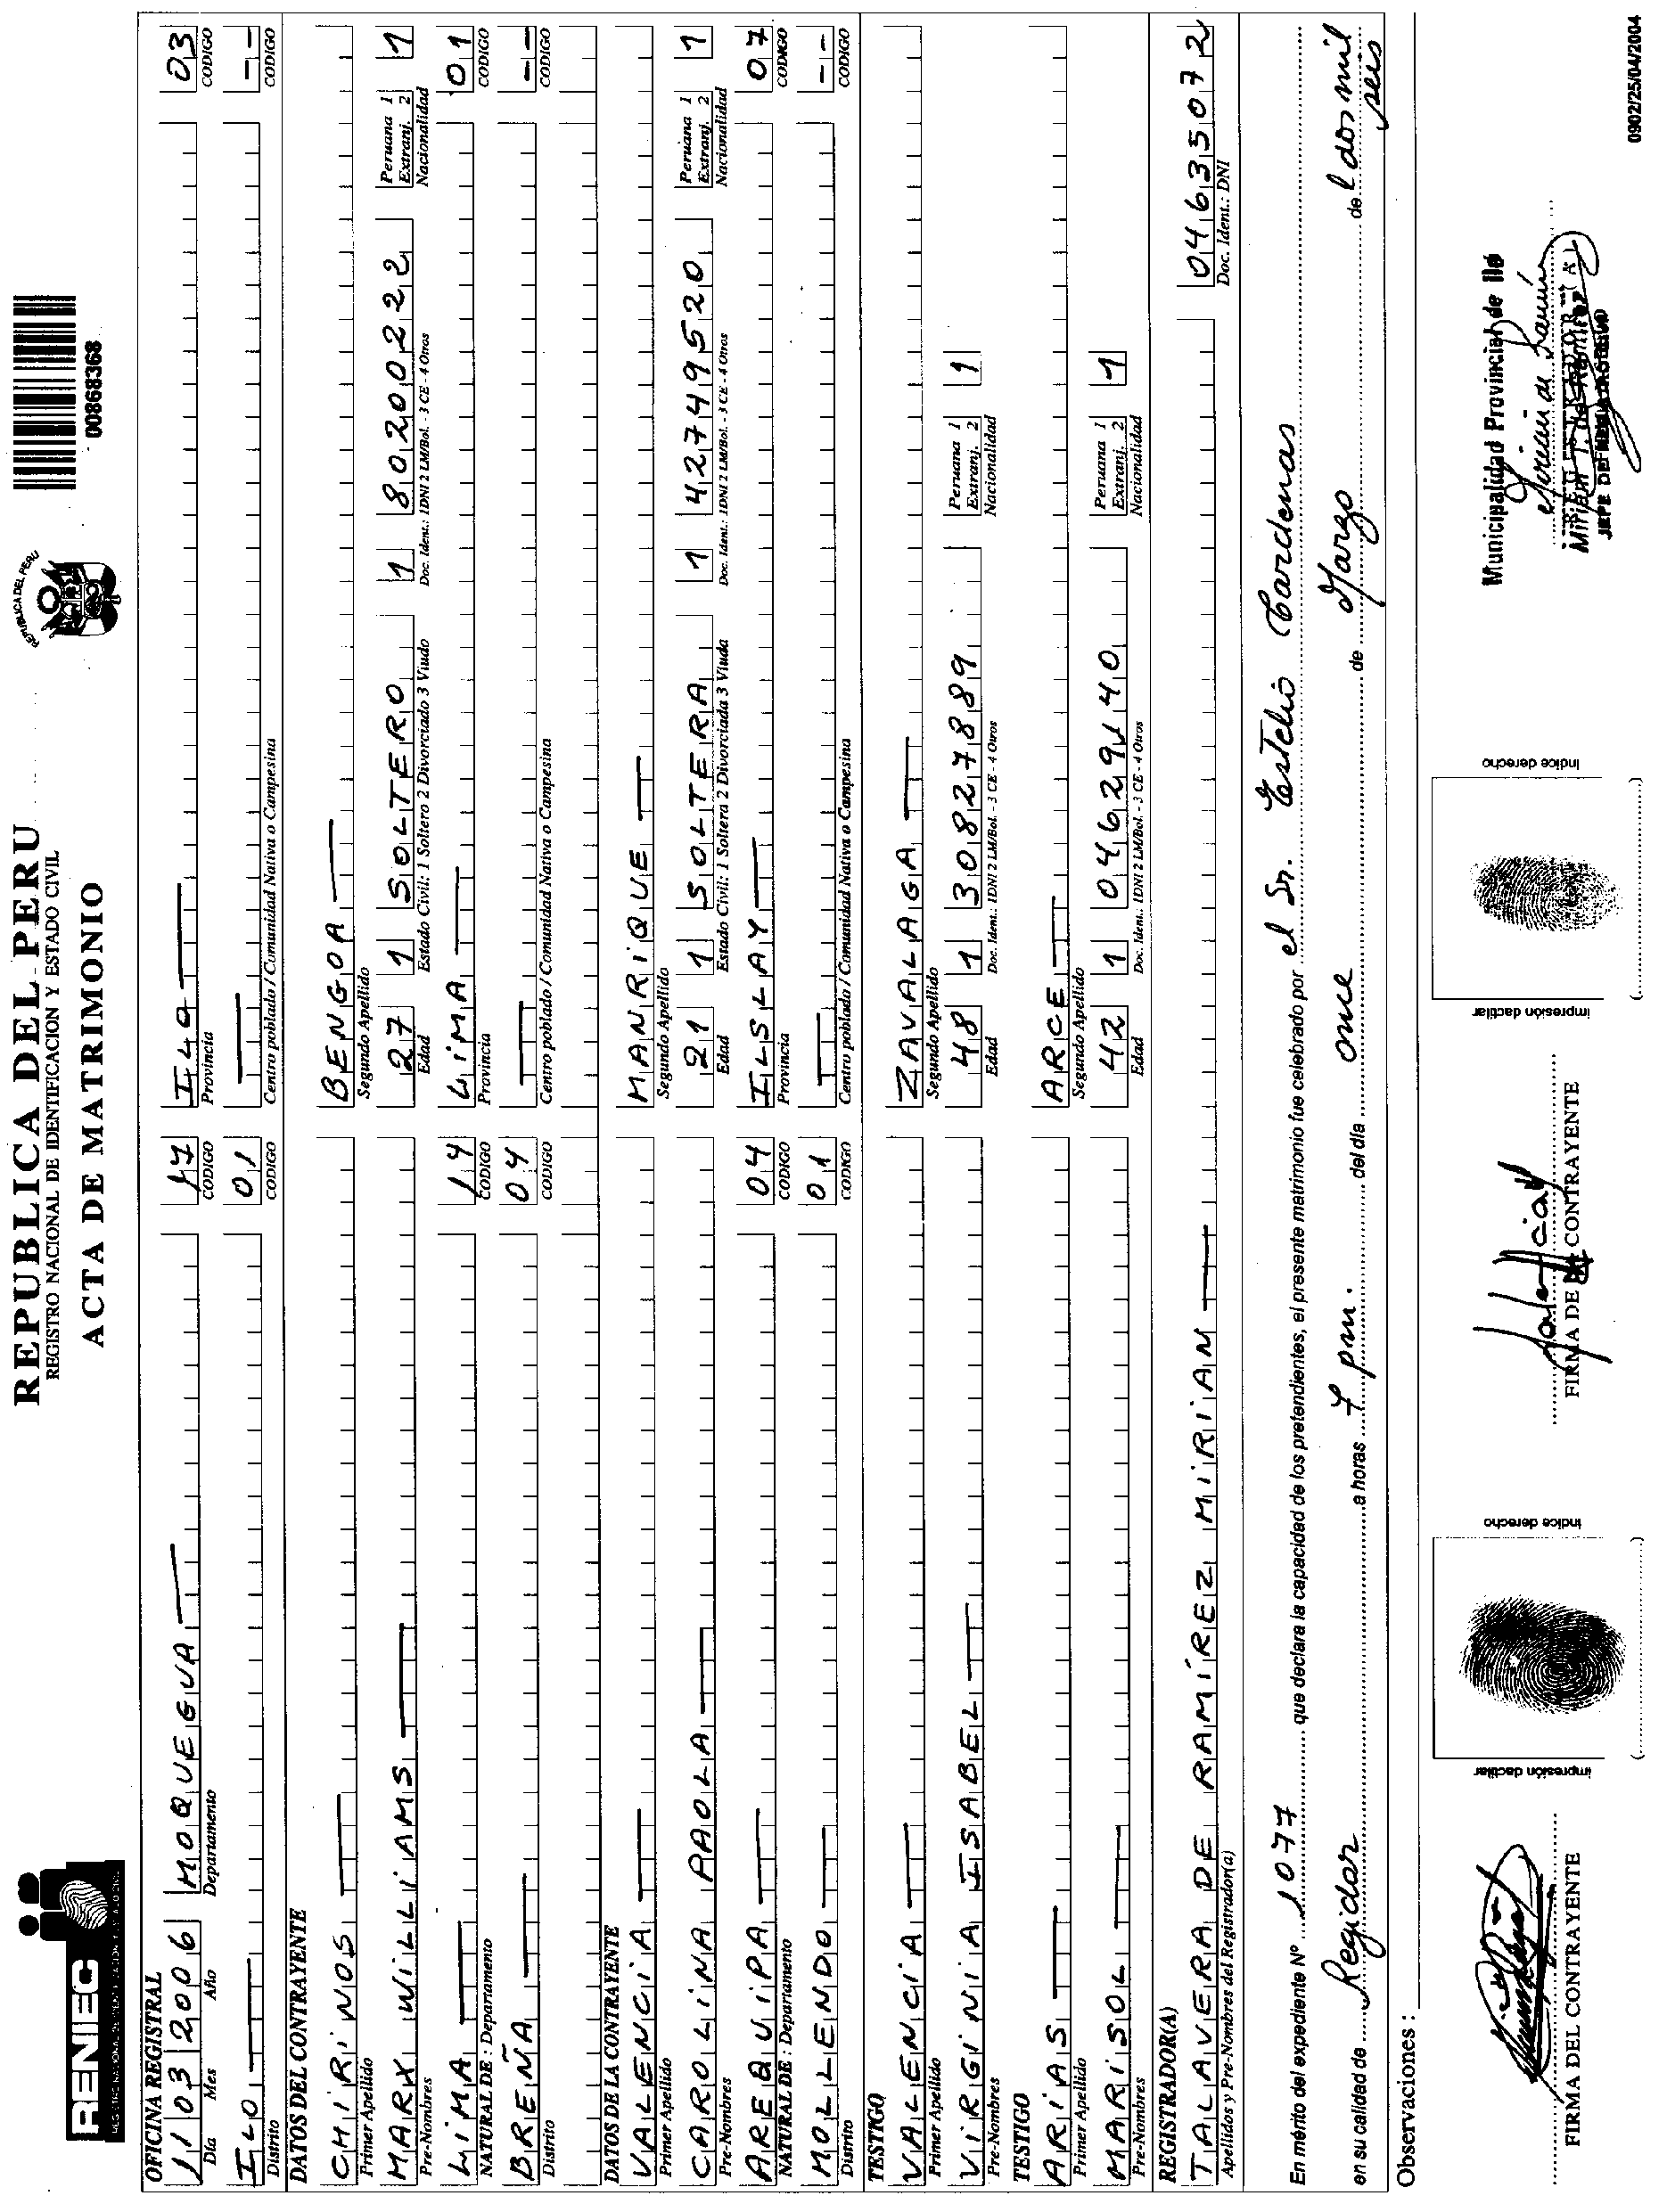 RENIEC
REPUBLICA DEL PERU
REGISTRO NACIONAL DE IDENTIFICACION Y ESTADO CIVIL
ACTA DE MATRIMONIO
REPUBLICA DEL PERU
00868368
OFICINA REGISTRAL
11 03 2006 MOQUEGUA 17 ILO 03
Día Mes Año Departamento CODIGO Provincia CODIGO
ILO 01 --
Distrito CODIGO Centro poblado / Comunidad Nativa o Campesina CODIGO
DATOS DEL CONTRAYENTE
CHIRINOS BENGOA
Primer Apellido Segundo Apellido
MARX WILLIAMS 27 1 SOLTERO 1 80200222 Peruana 1 Extranj. 2 1
Pre-Nombres Edad Estado Civil: 1 Soltero 2 Divorciado 3 Viudo Doc. Ident.: 1DNI 2 LM/Bol. - 3 CE - 4 Otros Nacionalidad
LIMA 14 LIMA 01
NATURAL DE : Departamento CODIGO Provincia CODIGO
BREÑA 04 --
Distrito CODIGO Centro poblado / Comunidad Nativa o Campesina CODIGO
DATOS DE LA CONTRAYENTE
VALENCIA MANRIQUE
Primer Apellido Segundo Apellido
CAROLINA PAOLA 21 1 SOLTERA 1 42749520 Peruana 1 Extranj. 2 1
Pre-Nombres Edad Estado Civil: 1 Soltera 2 Divorciada 3 Viuda Doc. Ident.: 1DNI 2 LM/Bol. - 3 CE - 4 Otros Nacionalidad
AREQUIPA 04 ISLAY 07
NATURAL DE : Departamento CODIGO Provincia CODIGO
MOLLENDO 01 --
Distrito CODIGO Centro poblado / Comunidad Nativa o Campesina CODIGO
TESTIGO
VALENCIA ZAVALAGA
Primer Apellido Segundo Apellido
VIRGINIA ISABEL 48 1 30827889 Peruana 1 Extranj. 2 1
Pre-Nombres Edad Doc. Ident.: 1DNI 2 LM/Bol. - 3 CE - 4 Otros Nacionalidad
TESTIGO
ARIAS ARCE
Primer Apellido Segundo Apellido
MARISOL 42 1 04629140 Peruana 1 Extranj. 2 1
Pre-Nombres Edad Doc. Ident.: 1DNI 2 LM/Bol. - 3 CE - 4 Otros Nacionalidad
REGISTRADOR(A)
TALAVERA DE RAMÍREZ MIRIAN 04635072
Apellidos y Pre-Nombres del Registrador(a) Doc. Ident.: DNI
En mérito del expediente Nº 1077 que declara la capacidad de los pretendientes, el presente matrimonio fue celebrado por el Sr. Estelio Cardenas
en su calidad de Regidor a horas 7 pm. del día once de Marzo de l dos mil seis
Observaciones :
Municipalidad Provincial de Ilo
impresión dactilar índice derecho
impresión dactilar índice derecho
FIRMA DEL CONTRAYENTE
FIRMA DE LA CONTRAYENTE
REGISTRADOR(A)
Miriam T. de Ramírez
0902/25/04/2004